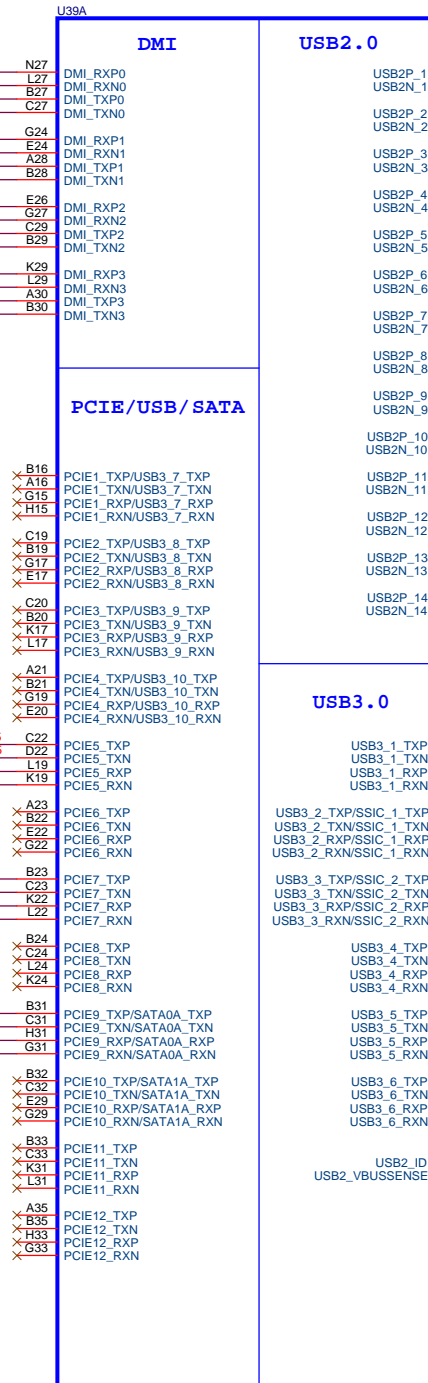 U39A
DMI
USB2.0
N27 DMI_RXP0
L27 DMI_RXN0
B27 DMI_TXP0
C27 DMI_TXN0
G24 DMI_RXP1
E24 DMI_RXN1
A28 DMI_TXP1
B28 DMI_TXN1
E26 DMI_RXP2
G27 DMI_RXN2
C29 DMI_TXP2
B29 DMI_TXN2
K29 DMI_RXP3
L29 DMI_RXN3
A30 DMI_TXP3
B30 DMI_TXN3
USB2P_1
USB2N_1
USB2P_2
USB2N_2
USB2P_3
USB2N_3
USB2P_4
USB2N_4
USB2P_5
USB2N_5
USB2P_6
USB2N_6
USB2P_7
USB2N_7
USB2P_8
USB2N_8
USB2P_9
USB2N_9
USB2P_10
USB2N_10
USB2P_11
USB2N_11
USB2P_12
USB2N_12
USB2P_13
USB2N_13
USB2P_14
USB2N_14
PCIE/USB/SATA
B16 PCIE1_TXP/USB3_7_TXP
A16 PCIE1_TXN/USB3_7_TXN
G15 PCIE1_RXP/USB3_7_RXP
H15 PCIE1_RXN/USB3_7_RXN
C19 PCIE2_TXP/USB3_8_TXP
B19 PCIE2_TXN/USB3_8_TXN
G17 PCIE2_RXP/USB3_8_RXP
E17 PCIE2_RXN/USB3_8_RXN
C20 PCIE3_TXP/USB3_9_TXP
B20 PCIE3_TXN/USB3_9_TXN
K17 PCIE3_RXP/USB3_9_RXP
L17 PCIE3_RXN/USB3_9_RXN
A21 PCIE4_TXP/USB3_10_TXP
B21 PCIE4_TXN/USB3_10_TXN
G19 PCIE4_RXP/USB3_10_RXP
E20 PCIE4_RXN/USB3_10_RXN
C22 PCIE5_TXP
D22 PCIE5_TXN
L19 PCIE5_RXP
K19 PCIE5_RXN
A23 PCIE6_TXP
B22 PCIE6_TXN
E22 PCIE6_RXP
G22 PCIE6_RXN
B23 PCIE7_TXP
C23 PCIE7_TXN
K22 PCIE7_RXP
L22 PCIE7_RXN
B24 PCIE8_TXP
C24 PCIE8_TXN
L24 PCIE8_RXP
K24 PCIE8_RXN
B31 PCIE9_TXP/SATA0A_TXP
C31 PCIE9_TXN/SATA0A_TXN
H31 PCIE9_RXP/SATA0A_RXP
G31 PCIE9_RXN/SATA0A_RXN
B32 PCIE10_TXP/SATA1A_TXP
C32 PCIE10_TXN/SATA1A_TXN
E29 PCIE10_RXP/SATA1A_RXP
G29 PCIE10_RXN/SATA1A_RXN
B33 PCIE11_TXP
C33 PCIE11_TXN
K31 PCIE11_RXP
L31 PCIE11_RXN
A35 PCIE12_TXP
B35 PCIE12_TXN
H33 PCIE12_RXP
G33 PCIE12_RXN
USB3.0
USB3_1_TXP
USB3_1_TXN
USB3_1_RXP
USB3_1_RXN
USB3_2_TXP/SSIC_1_TXP
USB3_2_TXN/SSIC_1_TXN
USB3_2_RXP/SSIC_1_RXP
USB3_2_RXN/SSIC_1_RXN
USB3_3_TXP/SSIC_2_TXP
USB3_3_TXN/SSIC_2_TXN
USB3_3_RXP/SSIC_2_RXP
USB3_3_RXN/SSIC_2_RXN
USB3_4_TXP
USB3_4_TXN
USB3_4_RXP
USB3_4_RXN
USB3_5_TXP
USB3_5_TXN
USB3_5_RXP
USB3_5_RXN
USB3_6_TXP
USB3_6_TXN
USB3_6_RXP
USB3_6_RXN
USB2_ID
USB2_VBUSSENSE